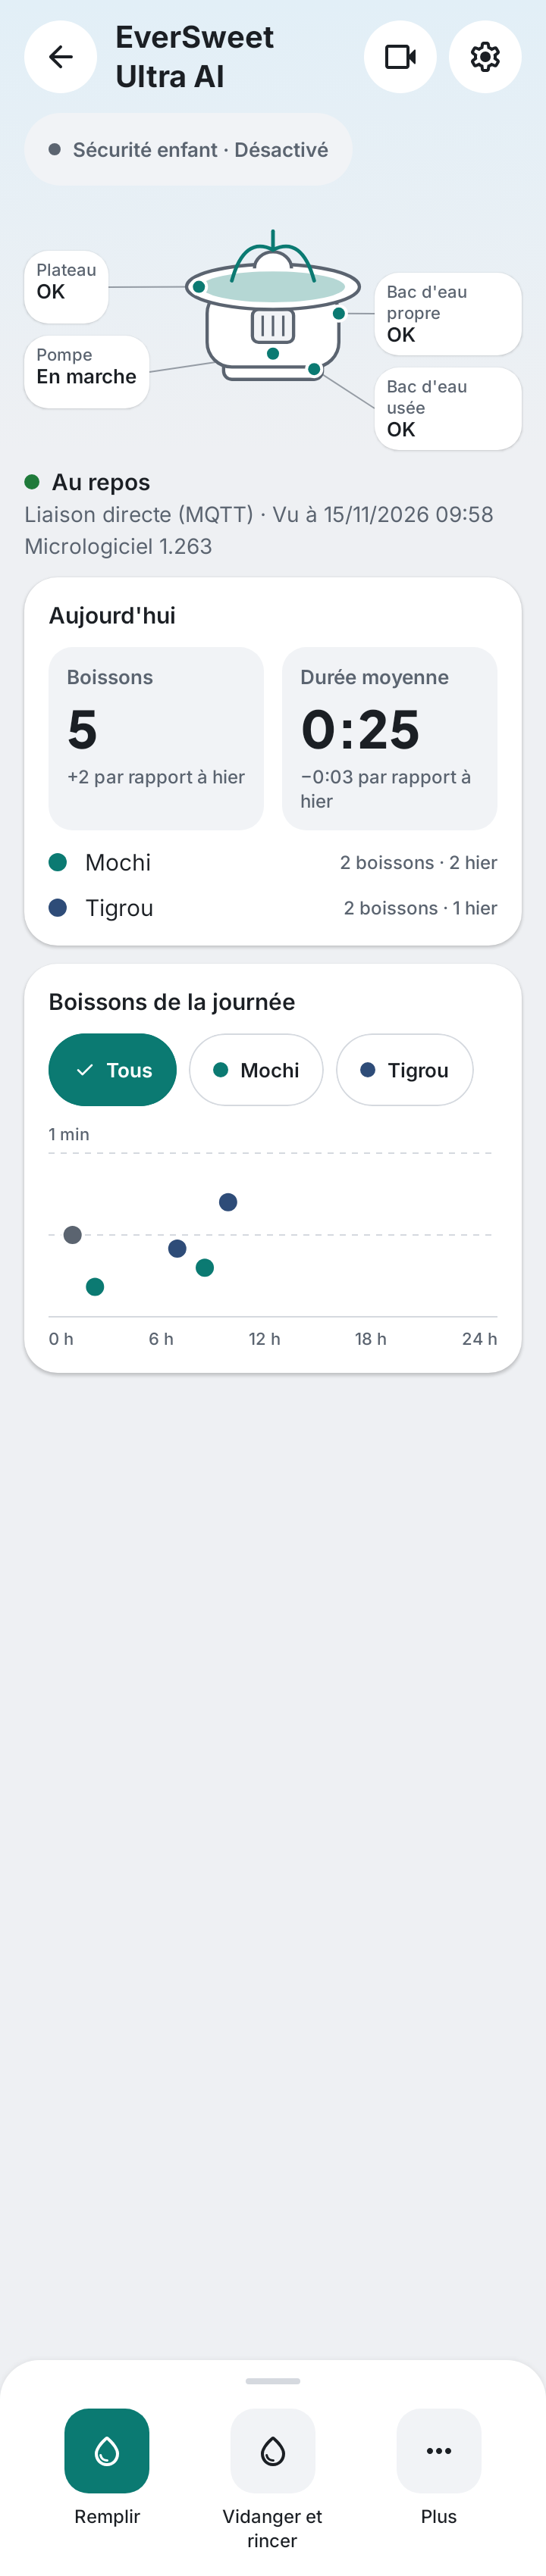 EverSweet
Ultra AI
Sécurité enfant · Désactivé
Plateau
OK
Pompe
En marche
Bac d'eau
propre
OK
Bac d'eau
usée
OK
Au repos
Liaison directe (MQTT) · Vu à 15/11/2026 09:58
Micrologiciel 1.263
Aujourd'hui
Boissons
5
+2 par rapport à hier
Durée moyenne
0:25
−0:03 par rapport à
hier
Mochi
2 boissons · 2 hier
Tigrou
2 boissons · 1 hier
Boissons de la journée
Tous
Mochi
Tigrou
1 min
0 h
6 h
12 h
18 h
24 h
Remplir
Vidanger et
rincer
Plus